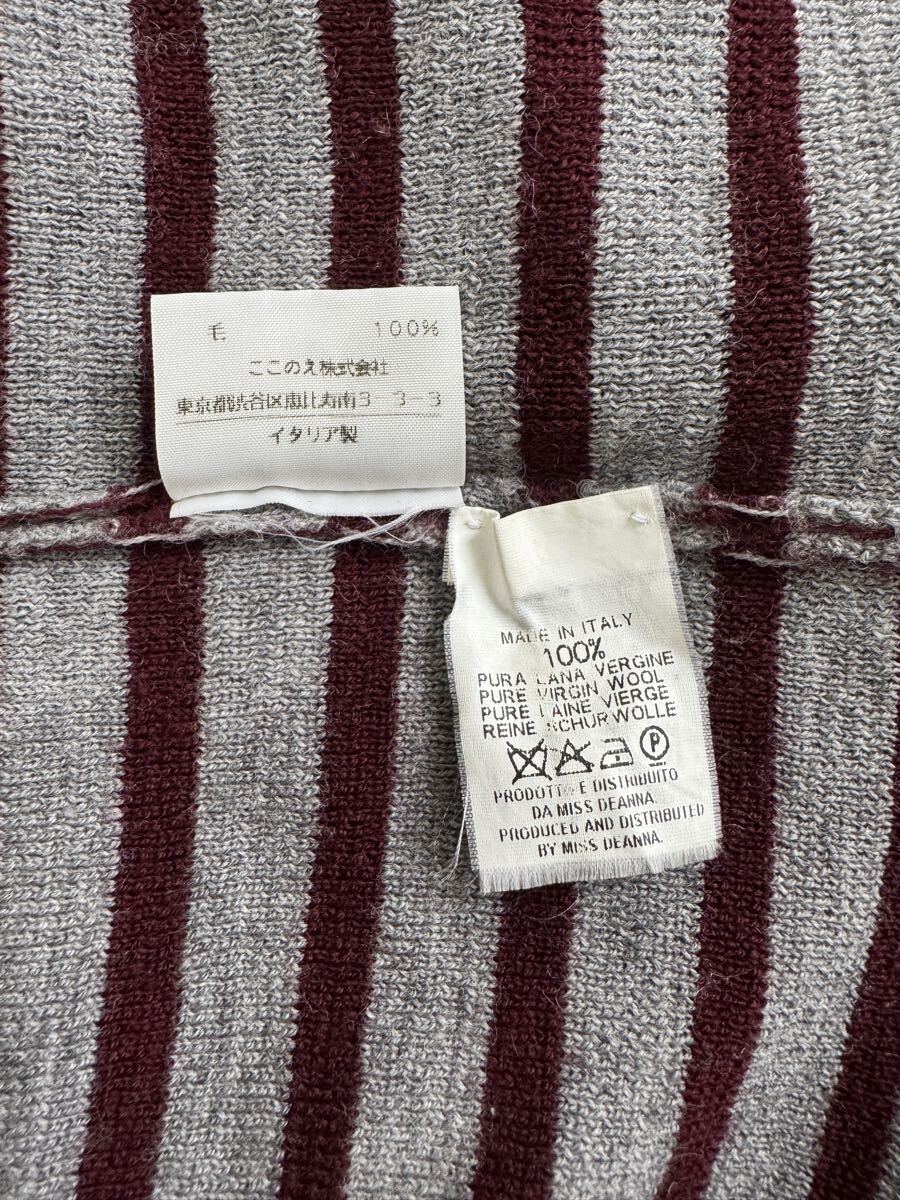 毛 100%
ここのえ株式会社
東京都渋谷区恵比寿南3-3-3
イタリア製
MADE IN ITALY
100%
PURA LANA VERGINE
PURE VIRGIN WOOL
PURE LAINE VIERGE
REINE SCHURWOLLE
P
PRODOTTO E DISTRIBUITO
DA MISS DEANNA.
PRODUCED AND DISTRIBUTED
BY MISS DEANNA.